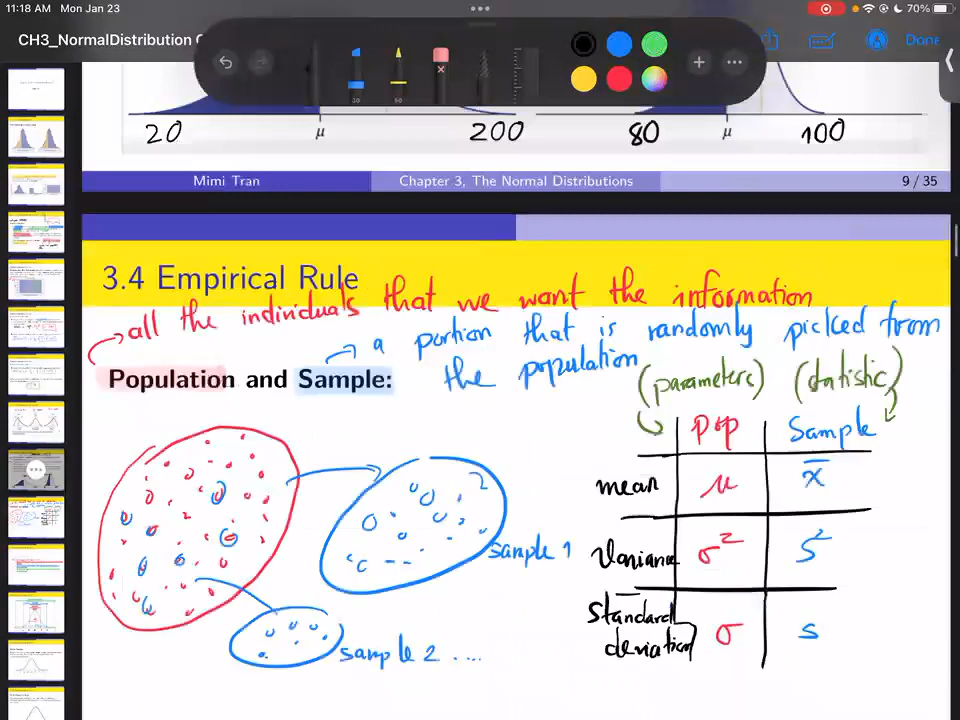 11:18 AM Mon Jan 23
70%
CH3_NormalDistribution
Done
30
50
20
μ
200
80
μ
100
Mimi Tran
Chapter 3, The Normal Distributions
9 / 35
3.4 Empirical Rule
all the individuals that we want the information
a portion that is randomly picked from
the population
Population and Sample:
(parameters) (statistic)
Pop Sample
mean μ x̄
Variance σ² s²
standard deviation σ s
sample 1
sample 2 ....